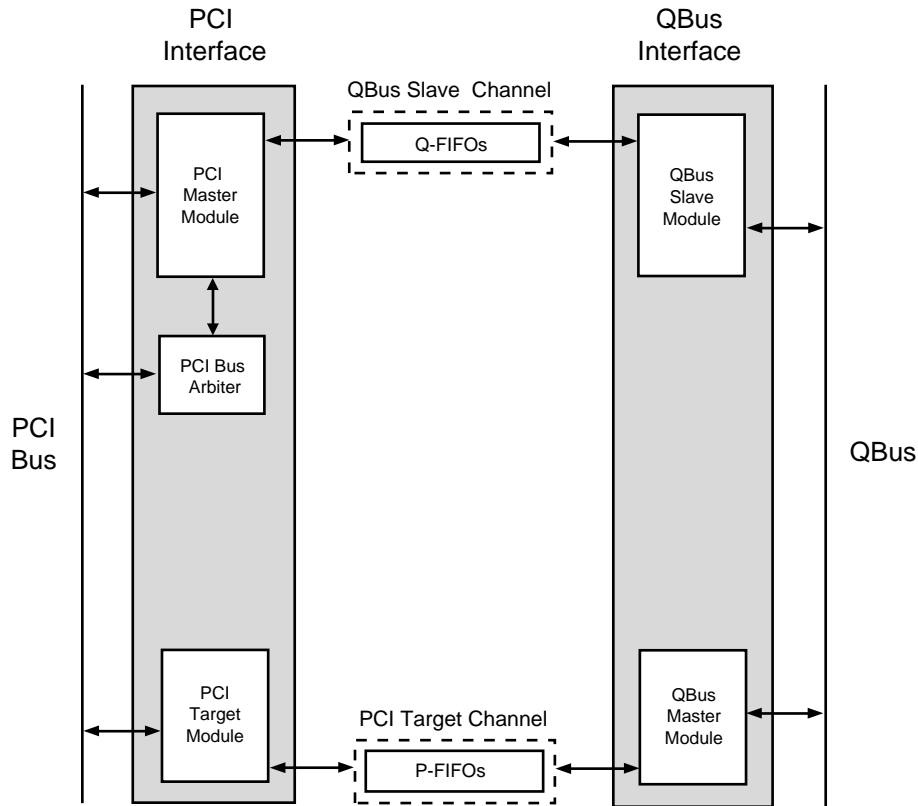 PCI
Interface
QBus
Interface
QBus Slave Channel
Q-FIFOs
PCI
Master
Module
QBus
Slave
Module
PCI Bus
Arbiter
PCI
Bus
QBus
PCI
Target
Module
QBus
Master
Module
PCI Target Channel
P-FIFOs